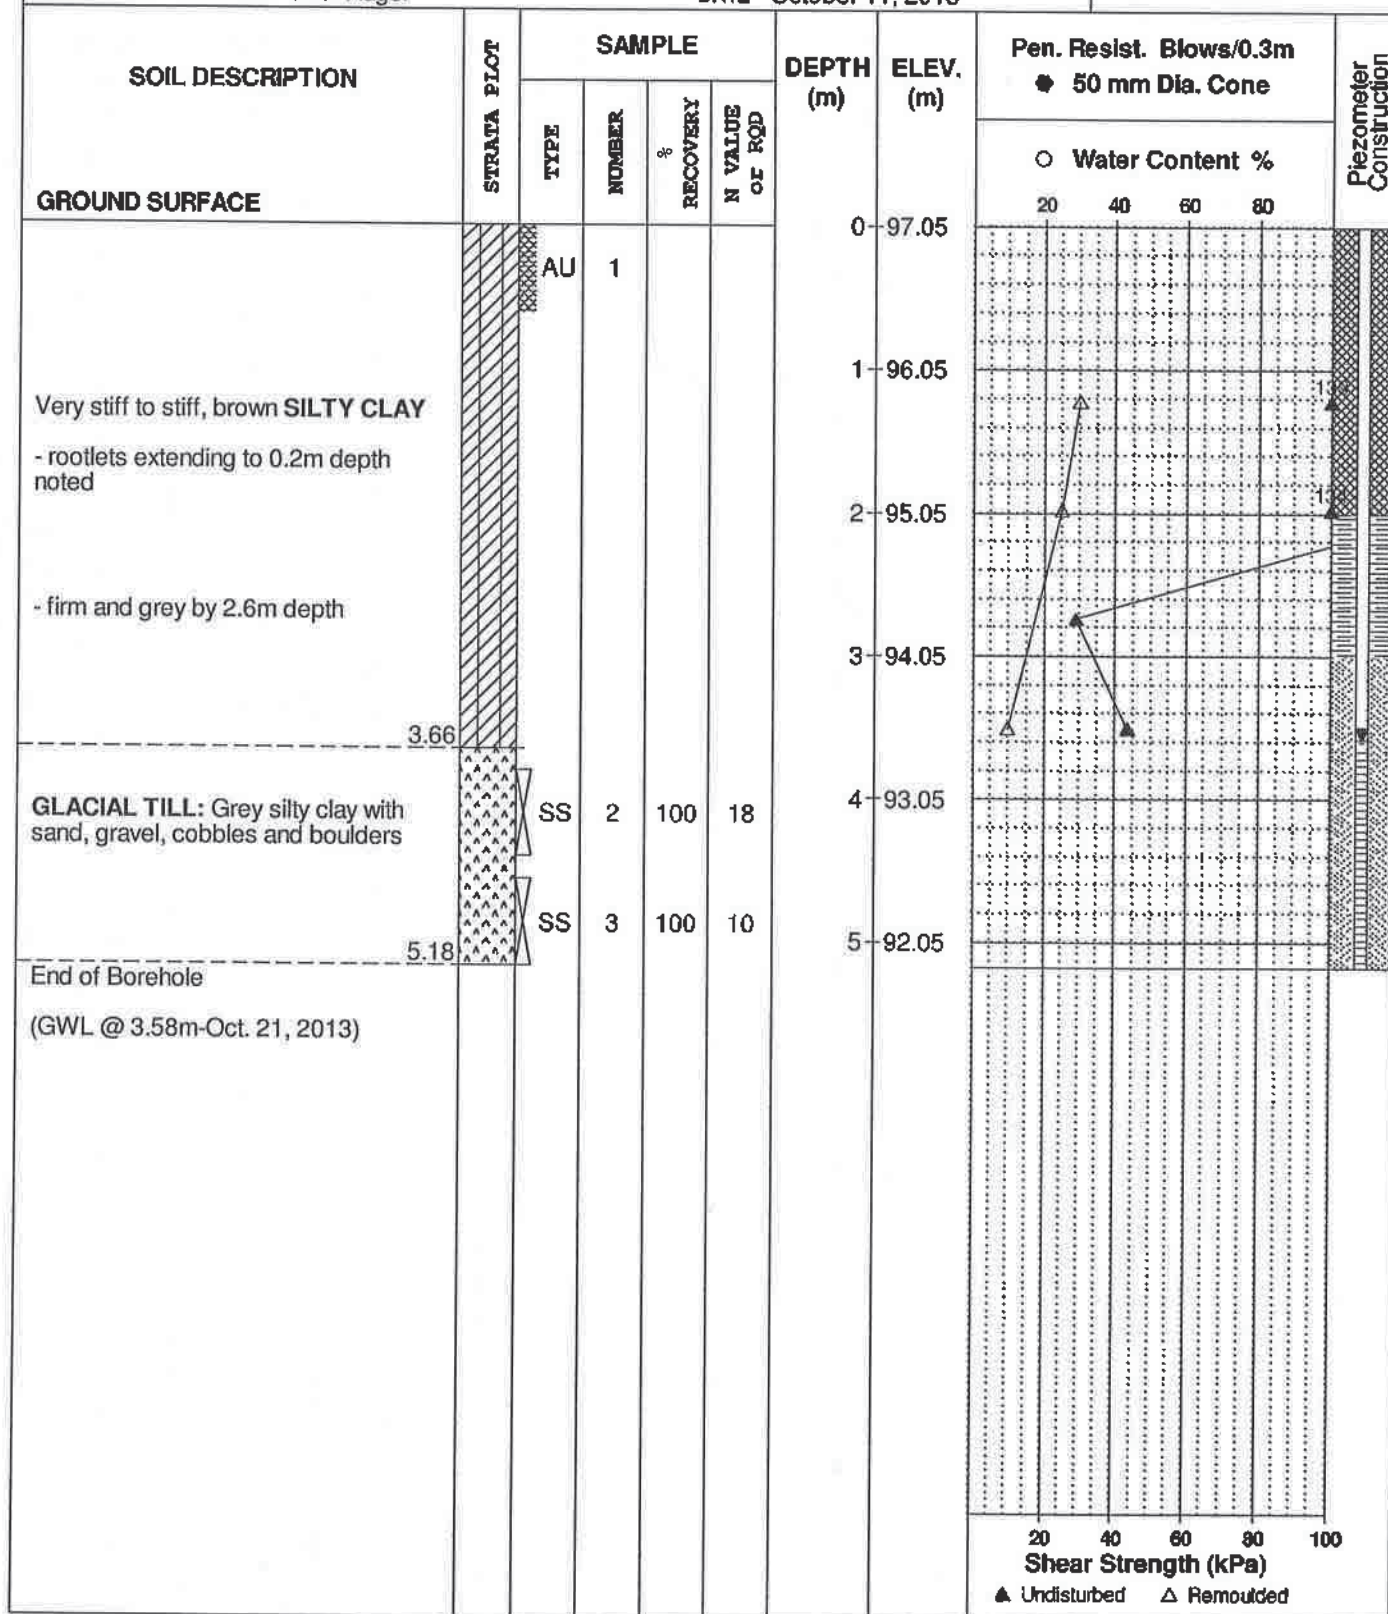 October 11, 2013
SOIL DESCRIPTION
GROUND SURFACE
STRATA PLOT
SAMPLE
TYPE
NUMBER
% RECOVERY
N VALUE or RQD
DEPTH (m)
ELEV. (m)
Pen. Resist. Blows/0.3m
● 50 mm Dia. Cone
○ Water Content %
20 40 60 80
Piezometer Construction
0 97.05
AU 1
1 96.05
Very stiff to stiff, brown SILTY CLAY
- rootlets extending to 0.2m depth
noted
2 95.05
- firm and grey by 2.6m depth
3 94.05
3.66
GLACIAL TILL: Grey silty clay with
sand, gravel, cobbles and boulders
SS 2 100 18
4 93.05
SS 3 100 10
5 92.05
5.18
End of Borehole
(GWL @ 3.58m-Oct. 21, 2013)
20 40 60 80 100
Shear Strength (kPa)
▲ Undisturbed △ Remoulded